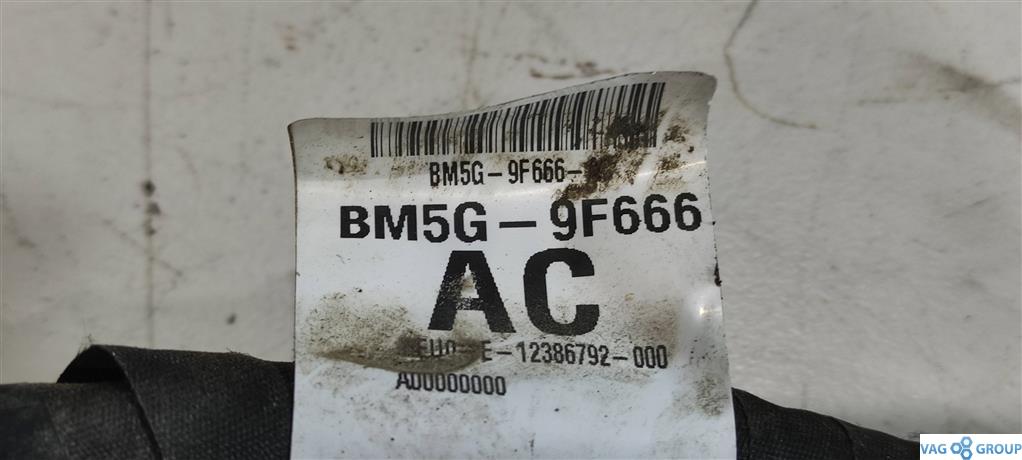 BM5G-9F666-
BM5G-9F666
AC
E-12386792-000
A00000000
VAG GROUP